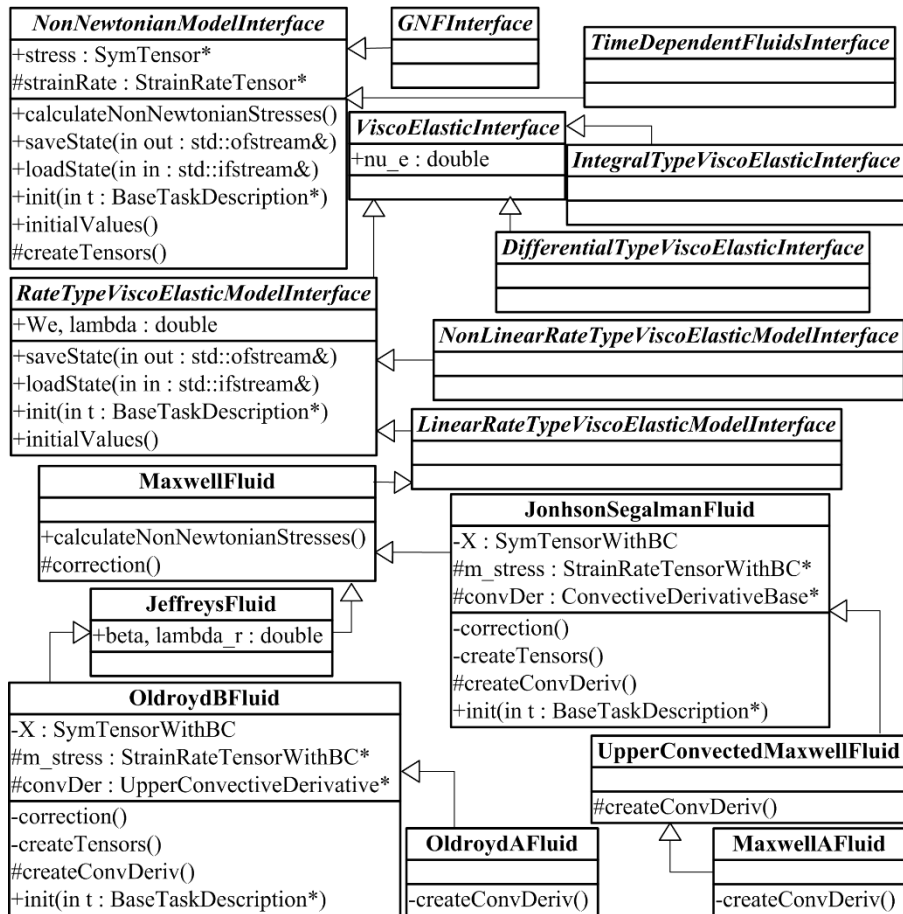 NonNewtonianModelInterface
+stress : SymTensor*
#strainRate : StrainRateTensor*
+calculateNonNewtonianStresses()
+saveState(in out : std::ofstream&)
+loadState(in in : std::ifstream&)
+init(in t : BaseTaskDescription*)
+initialValues()
#createTensors()
GNFInterface
TimeDependentFluidsInterface
ViscoElasticInterface
+nu_e : double
IntegralTypeViscoElasticInterface
DifferentialTypeViscoElasticInterface
RateTypeViscoElasticModelInterface
+We, lambda : double
+saveState(in out : std::ofstream&)
+loadState(in in : std::ifstream&)
+init(in t : BaseTaskDescription*)
+initialValues()
NonLinearRateTypeViscoElasticModelInterface
LinearRateTypeViscoElasticModelInterface
MaxwellFluid
+calculateNonNewtonianStresses()
#correction()
JonhsonSegalmanFluid
-X : SymTensorWithBC
#m_stress : StrainRateTensorWithBC*
#convDer : ConvectiveDerivativeBase*
-correction()
-createTensors()
#createConvDeriv()
+init(in t : BaseTaskDescription*)
JeffreysFluid
+beta, lambda_r : double
OldroydBFluid
-X : SymTensorWithBC
#m_stress : StrainRateTensorWithBC*
#convDer : UpperConvectiveDerivative*
-correction()
-createTensors()
#createConvDeriv()
+init(in t : BaseTaskDescription*)
UpperConvectedMaxwellFluid
#createConvDeriv()
OldroydAFluid
-createConvDeriv()
MaxwellAFluid
-createConvDeriv()